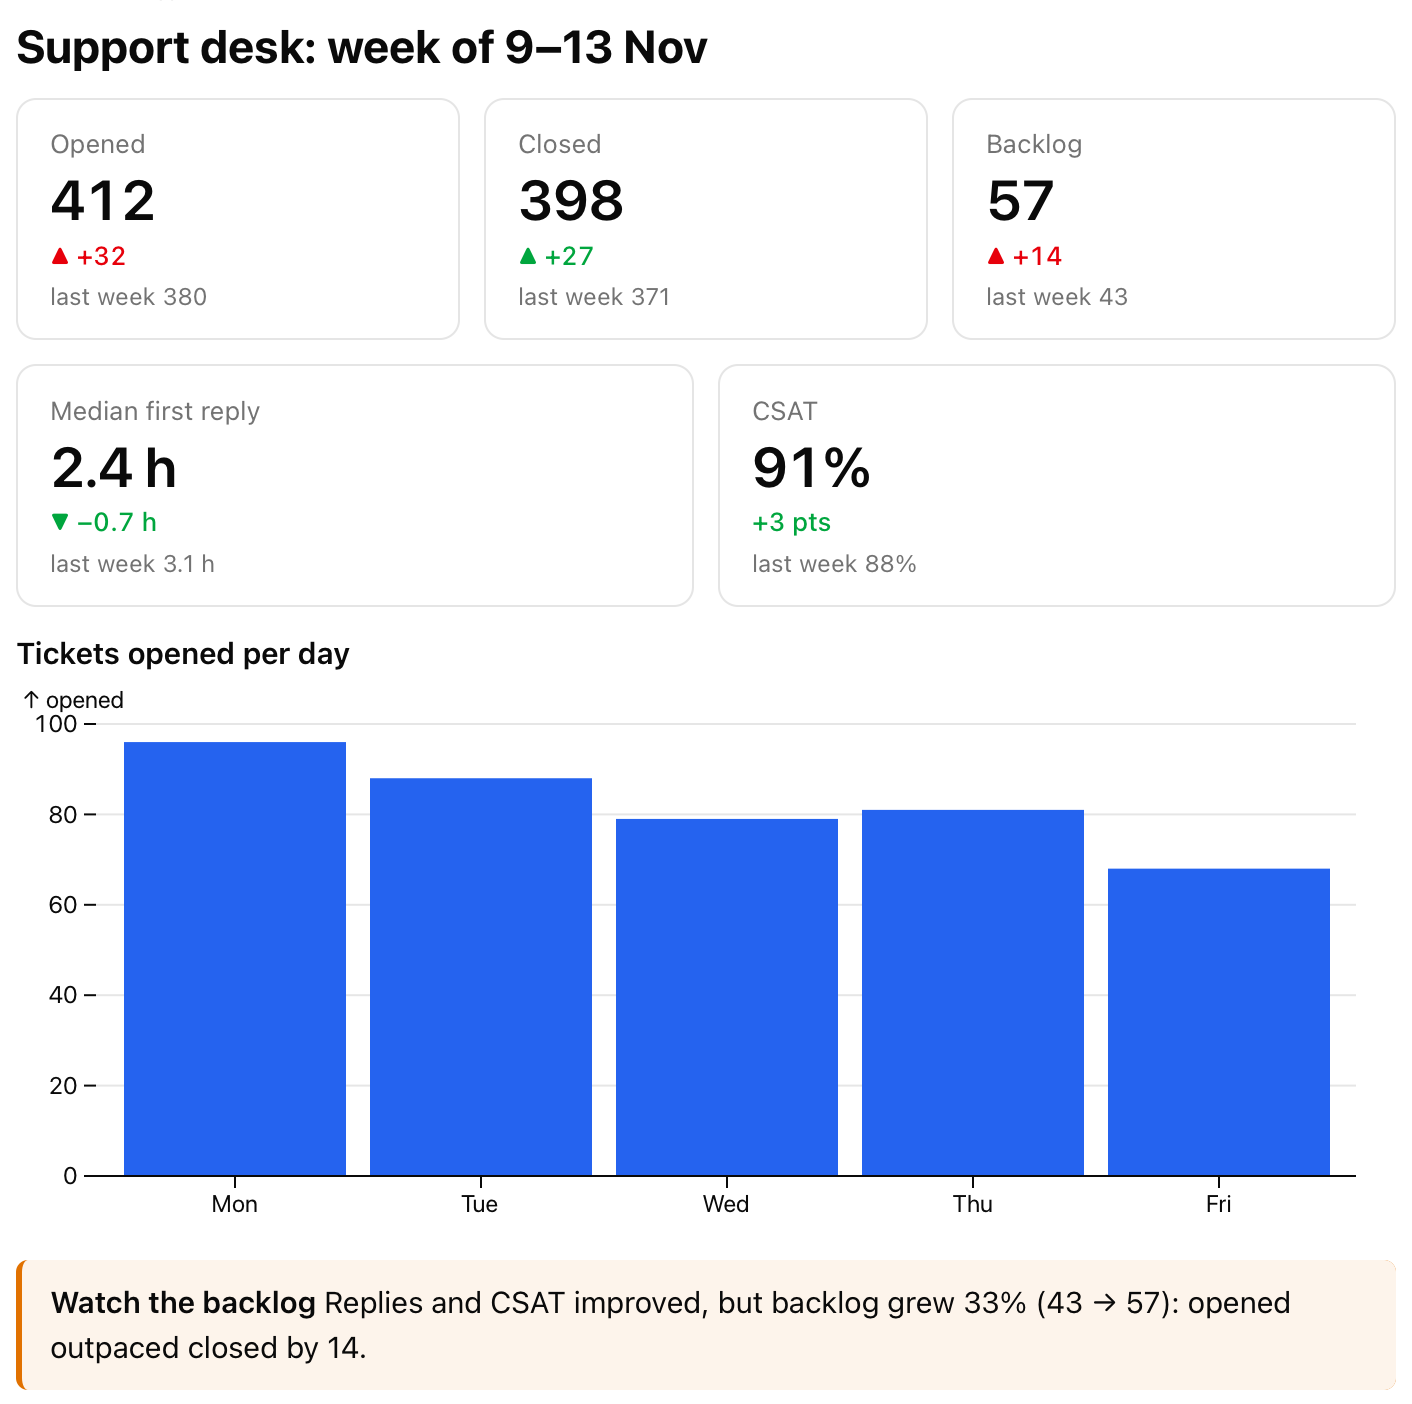 Support desk: week of 9–13 Nov
Opened
412
▲ +32
last week 380
Closed
398
▲ +27
last week 371
Backlog
57
▲ +14
last week 43
Median first reply
2.4 h
▼ −0.7 h
last week 3.1 h
CSAT
91%
+3 pts
last week 88%
Tickets opened per day
↑ opened
100
80
60
40
20
0
Mon
Tue
Wed
Thu
Fri
Watch the backlog Replies and CSAT improved, but backlog grew 33% (43 → 57): opened
outpaced closed by 14.